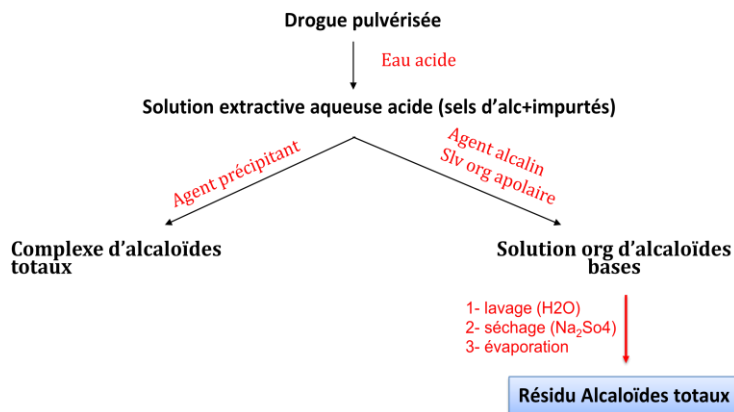 Drogue pulvérisée
Eau acide
Solution extractive aqueuse acide (sels d'alc+impurtés)
Agent précipitant
Agent alcalin
Slv org apolaire
Complexe d'alcaloïdes
totaux
Solution org d'alcaloïdes
bases
1- lavage (H2O)
2- séchage (Na₂So4)
3- évaporation
Résidu Alcaloïdes totaux